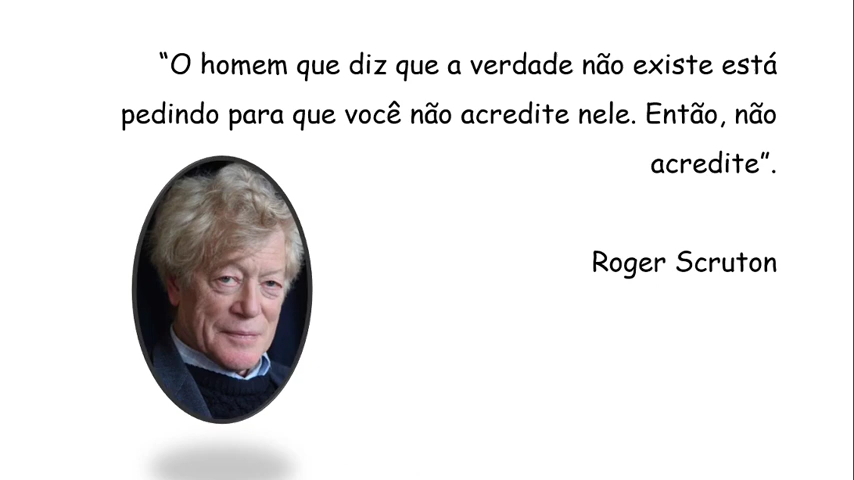 “O homem que diz que a verdade não existe está
pedindo para que você não acredite nele. Então, não
acredite”.
Roger Scruton